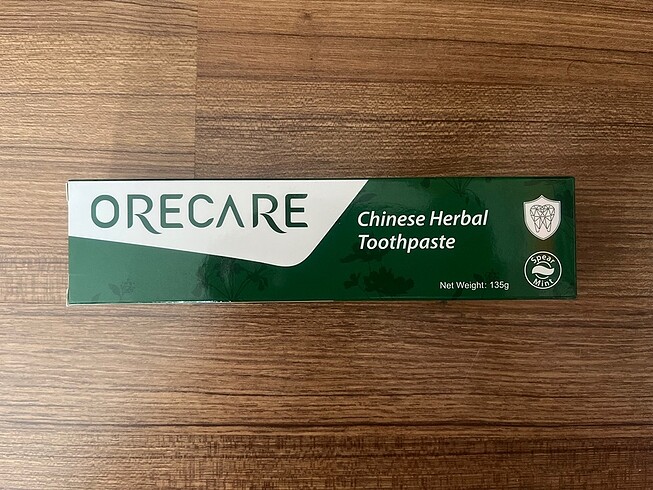 ORECARE
Chinese Herbal
Toothpaste
Net Weight: 135g
Spear
Mint